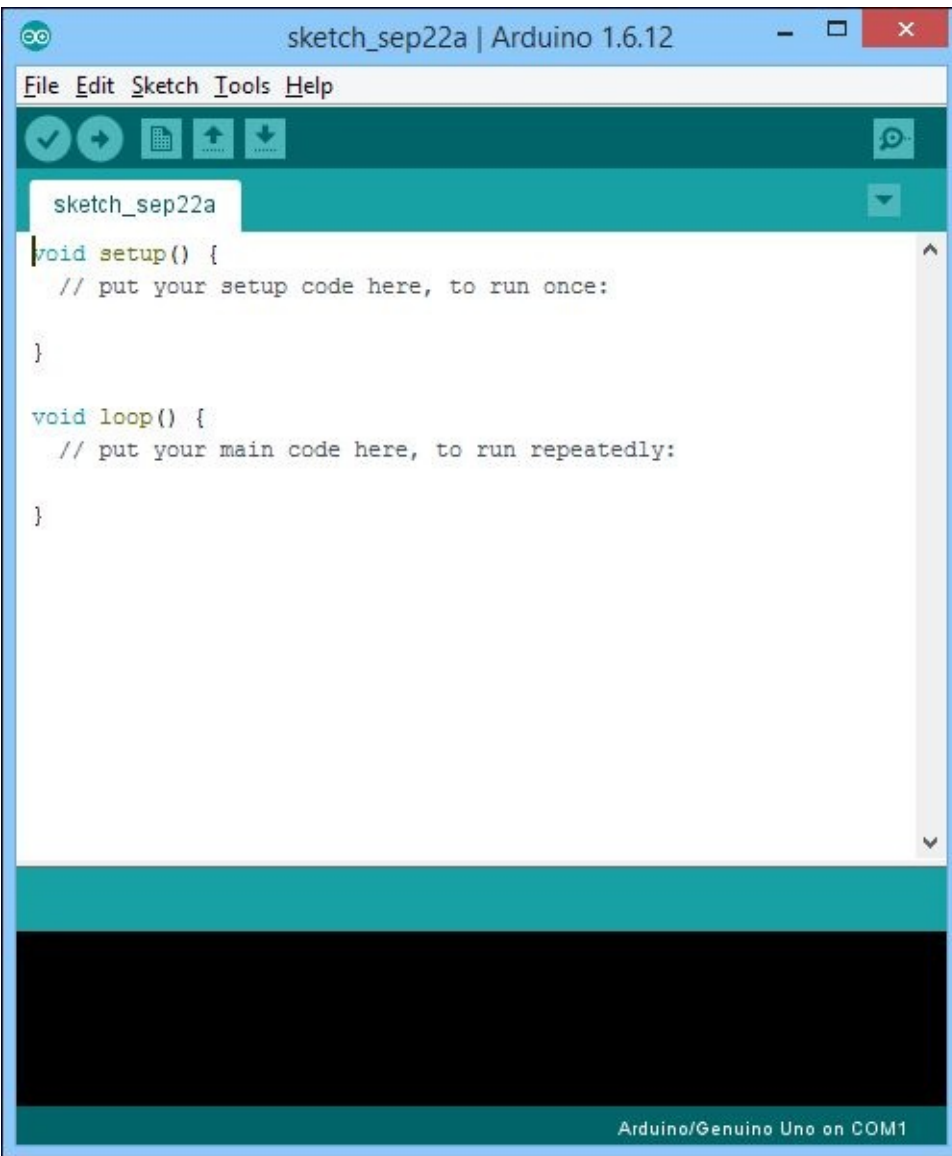 sketch_sep22a | Arduino 1.6.12
File Edit Sketch Tools Help
sketch_sep22a
void setup() {
  // put your setup code here, to run once:

}

void loop() {
  // put your main code here, to run repeatedly:

}
Arduino/Genuino Uno on COM1